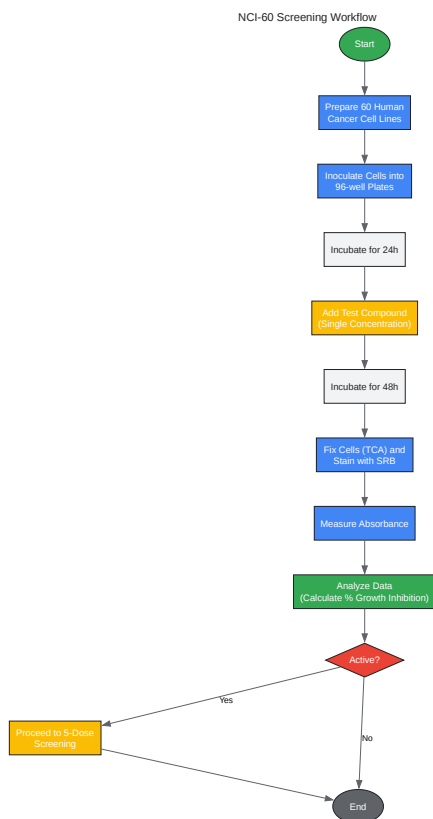 NCI-60 Screening Workflow
Start
Prepare 60 Human
Cancer Cell Lines
Inoculate Cells into
96-well Plates
Incubate for 24h
Add Test Compound
(Single Concentration)
Incubate for 48h
Fix Cells (TCA) and
Stain with SRB
Measure Absorbance
Analyze Data
(Calculate % Growth Inhibition)
Active?
Yes
No
Proceed to 5-Dose
Screening
End